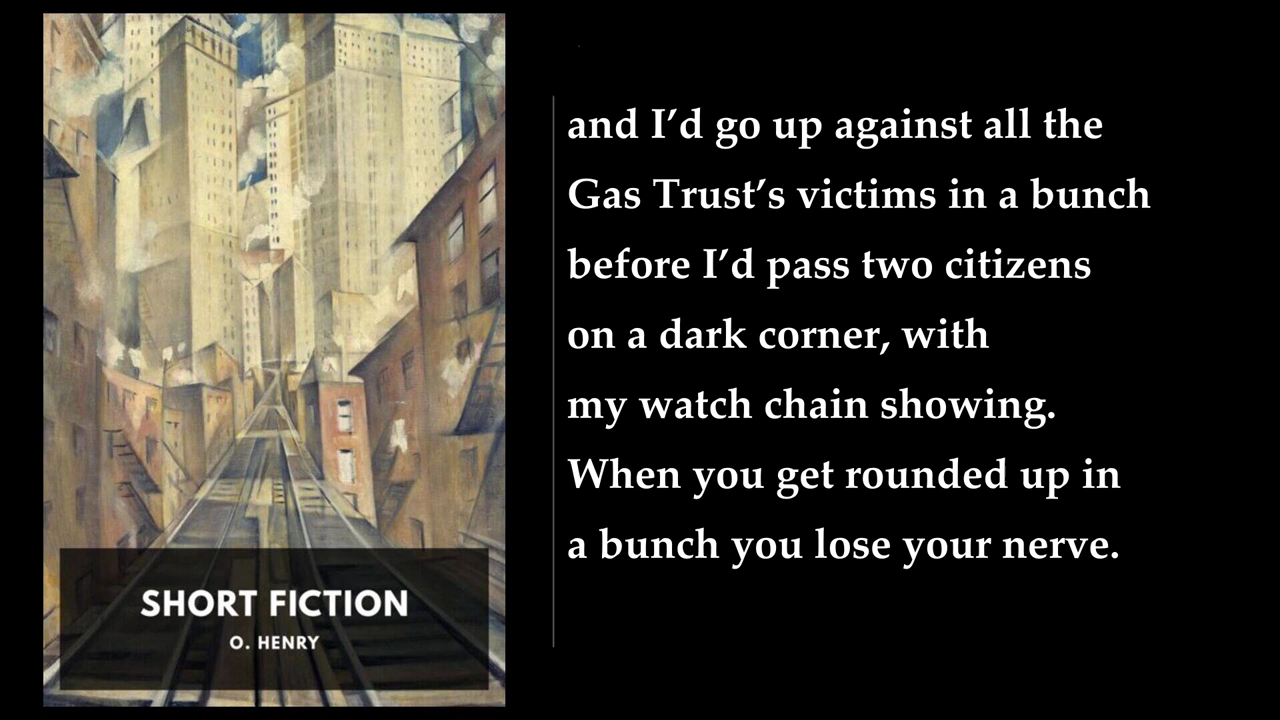 SHORT FICTION
O. HENRY
and I’d go up against all the
Gas Trust’s victims in a bunch
before I’d pass two citizens
on a dark corner, with
my watch chain showing.
When you get rounded up in
a bunch you lose your nerve.